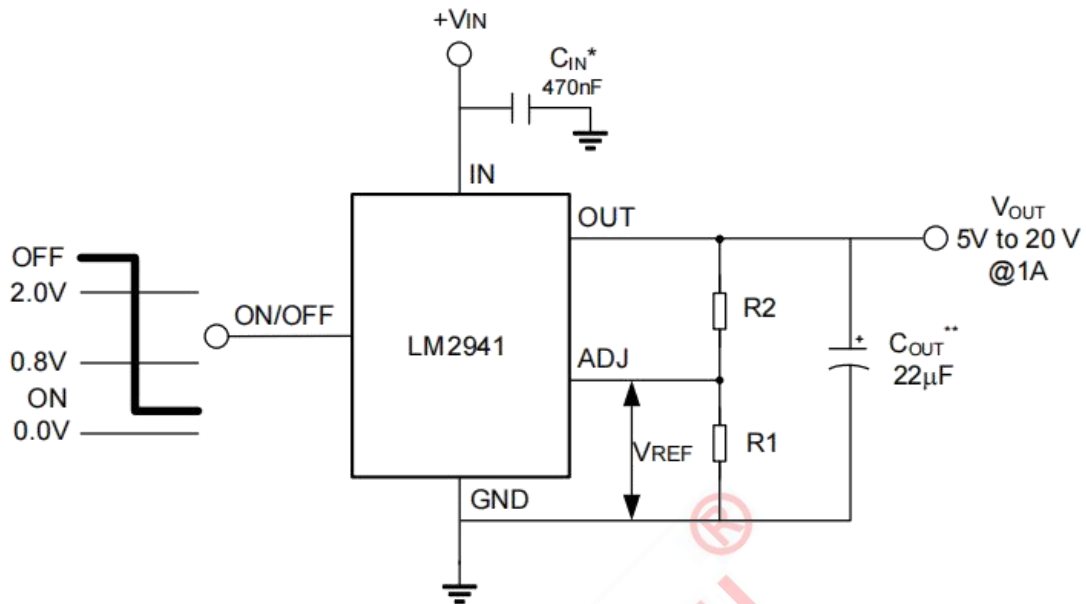 +VIN
CIN*
470nF
IN
OUT
VOUT
5V to 20 V
@1A
OFF
2.0V
ON/OFF
0.8V
ON
0.0V
LM2941
R2
ADJ
COUT**
+
22μF
VREF
R1
GND
®